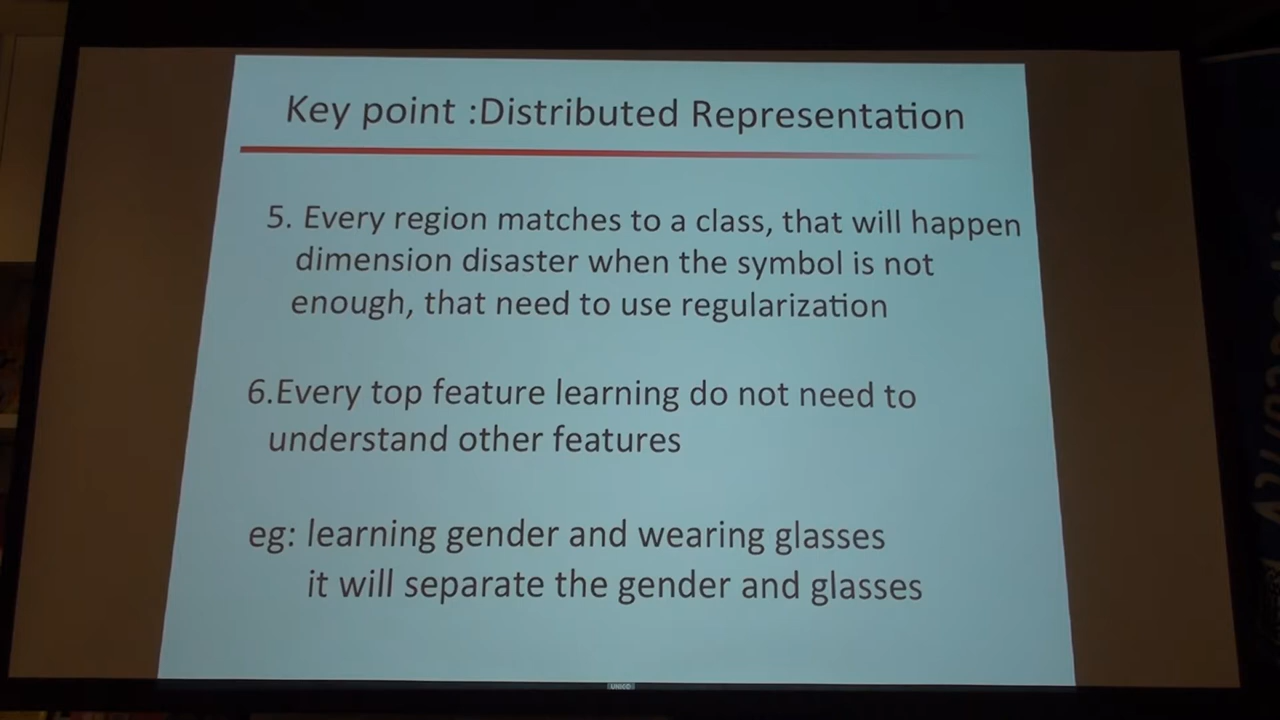 Key point :Distributed Representation
5. Every region matches to a class, that will happen
dimension disaster when the symbol is not
enough, that need to use regularization
6.Every top feature learning do not need to
understand other features
eg: learning gender and wearing glasses
it will separate the gender and glasses